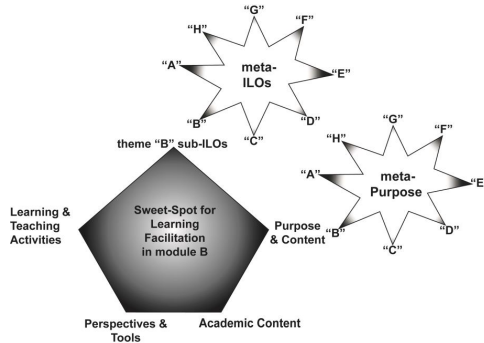 “G”
“H”
“F”
“A”
meta-
ILOs
“E”
“B”
“D”
“C”
theme “B” sub-ILOs
“G”
“H”
“F”
“A”
meta-
Purpose
“E
“B”
“D”
“C”
Learning &
Teaching
Activities
Sweet-Spot for
Learning
Facilitation
in module B
Purpose
& Content
Perspectives &
Tools
Academic Content